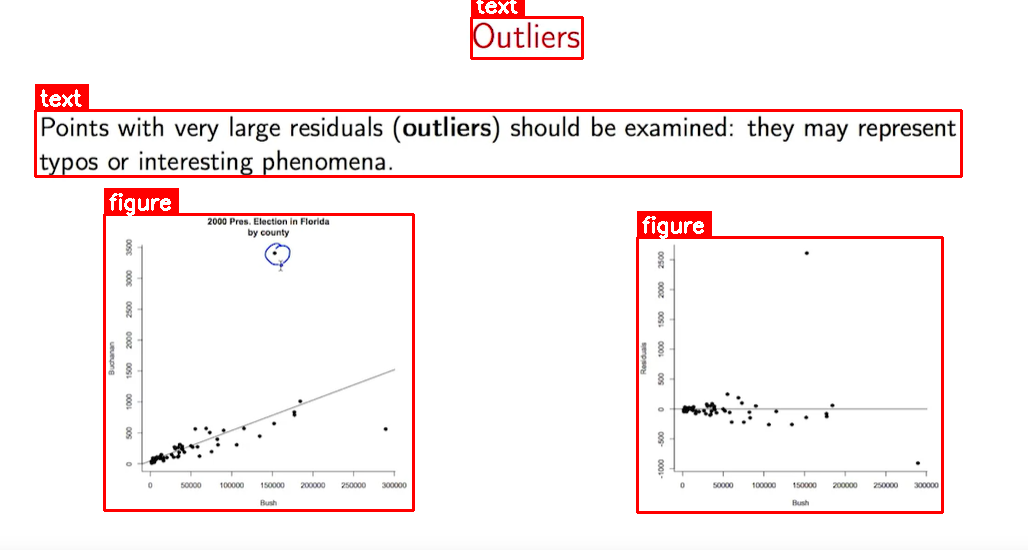 text
Outliers
text
Points with very large residuals (outliers) should be examined: they may represent
typos or interesting phenomena.
figure
2000 Pres. Election in Florida
by county
3500
3000
2500
2000
1500
1000
500
0
Buchanan
0 50000 100000 150000 200000 250000 300000
Bush
figure
2500
2000
1500
1000
500
0
-500
-1000
Residuals
0 50000 100000 150000 200000 250000 300000
Bush